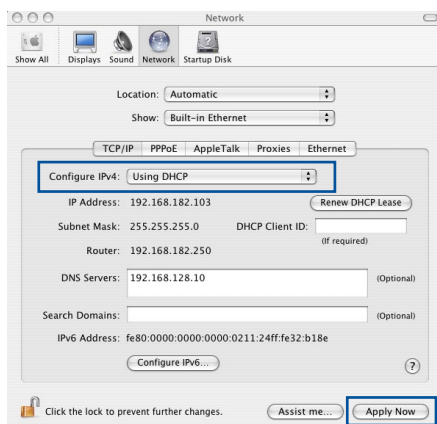 Network
Show All Displays Sound Network Startup Disk
Location: Automatic
Show: Built-in Ethernet
TCP/IP PPPoE AppleTalk Proxies Ethernet
Configure IPv4: Using DHCP
IP Address: 192.168.182.103 Renew DHCP Lease
Subnet Mask: 255.255.255.0 DHCP Client ID:
(If required)
Router: 192.168.182.250
DNS Servers: 192.168.128.10 (Optional)
Search Domains: (Optional)
IPv6 Address: fe80:0000:0000:0000:0211:24ff:fe32:b18e
Configure IPv6... ?
Click the lock to prevent further changes. Assist me... Apply Now